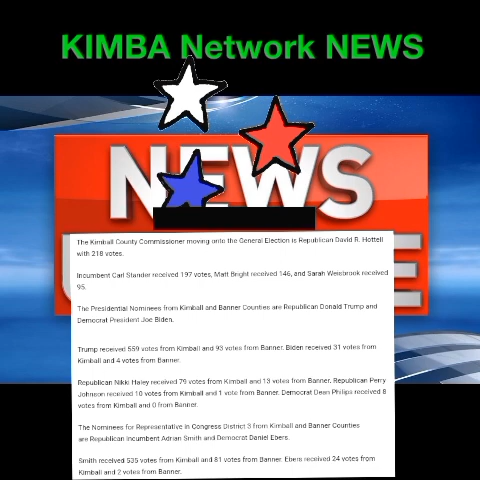 KIMBA Network NEWS
NEWS
The Kimball County Commissioner moving onto the General Election is Republican David R. Hottell
with 218 votes.
Incumbent Carl Stander received 197 votes, Matt Bright received 146, and Sarah Weisbrook received
95.
The Presidential Nominees from Kimball and Banner Counties are Republican Donald Trump and
Democrat President Joe Biden.
Trump received 559 votes from Kimball and 93 votes from Banner. Biden received 31 votes from
Kimball and 4 votes from Banner.
Republican Nikki Haley received 79 votes from Kimball and 13 votes from Banner. Republican Perry
Johnson received 10 votes from Kimball and 1 vote from Banner. Democrat Dean Philips received 8
votes from Kimball and 0 from Banner.
The Nominees for Representative in Congress District 3 from Kimball and Banner Counties
are Republican Incumbent Adrian Smith and Democrat Daniel Ebers.
Smith received 535 votes from Kimball and 81 votes from Banner. Ebers received 24 votes from
Kimball and 2 votes from Banner.